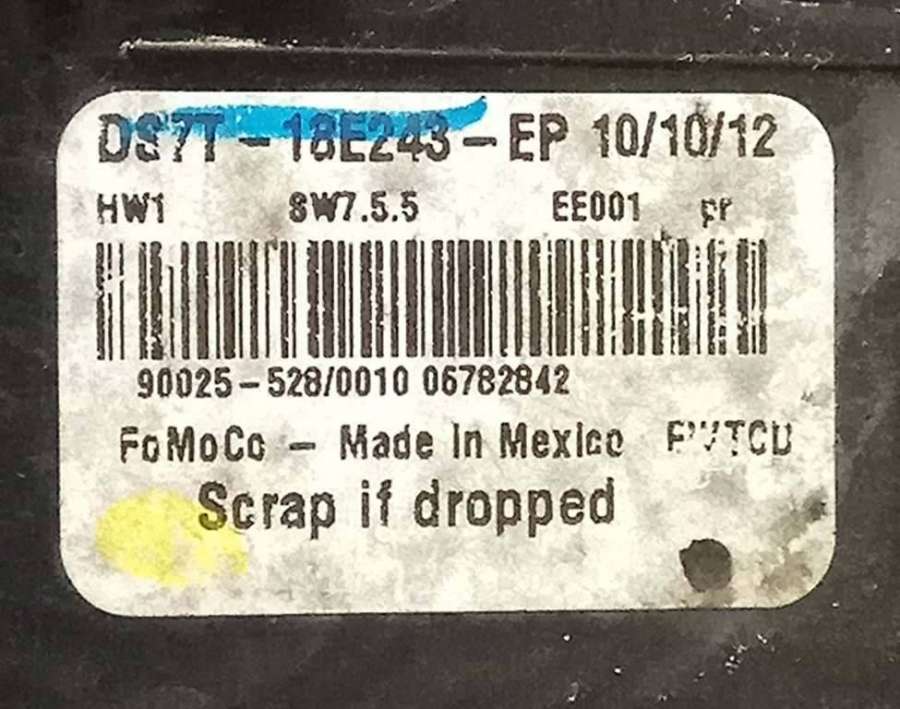 DS7T-18E243-EP 10/10/12
HW1 SW7.5.5 EE001 pr
90025-528/0010 06782842
FoMoCo - Made In Mexico
Scrap if dropped